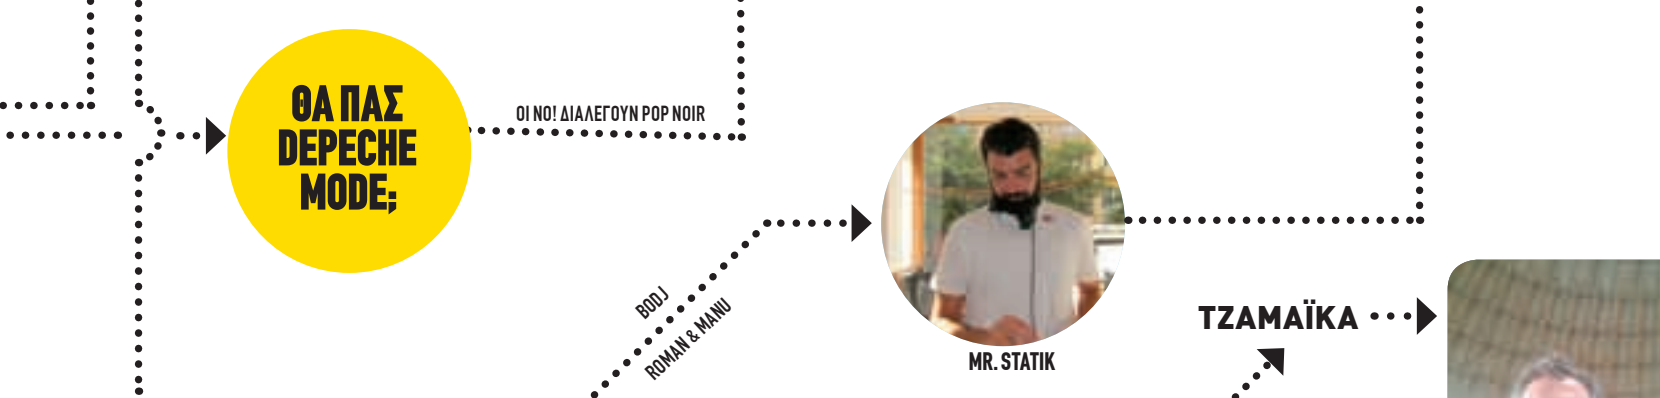 ΘΑ ΠΑΣ
DEPECHE
MODE;
ΟΙ NO! ΔΙΑΛΕΓΟΥΝ POP NOIR
BODJ
ROMAN & MANU
MR. STATIK
ΤΖΑΜΑΪΚΑ